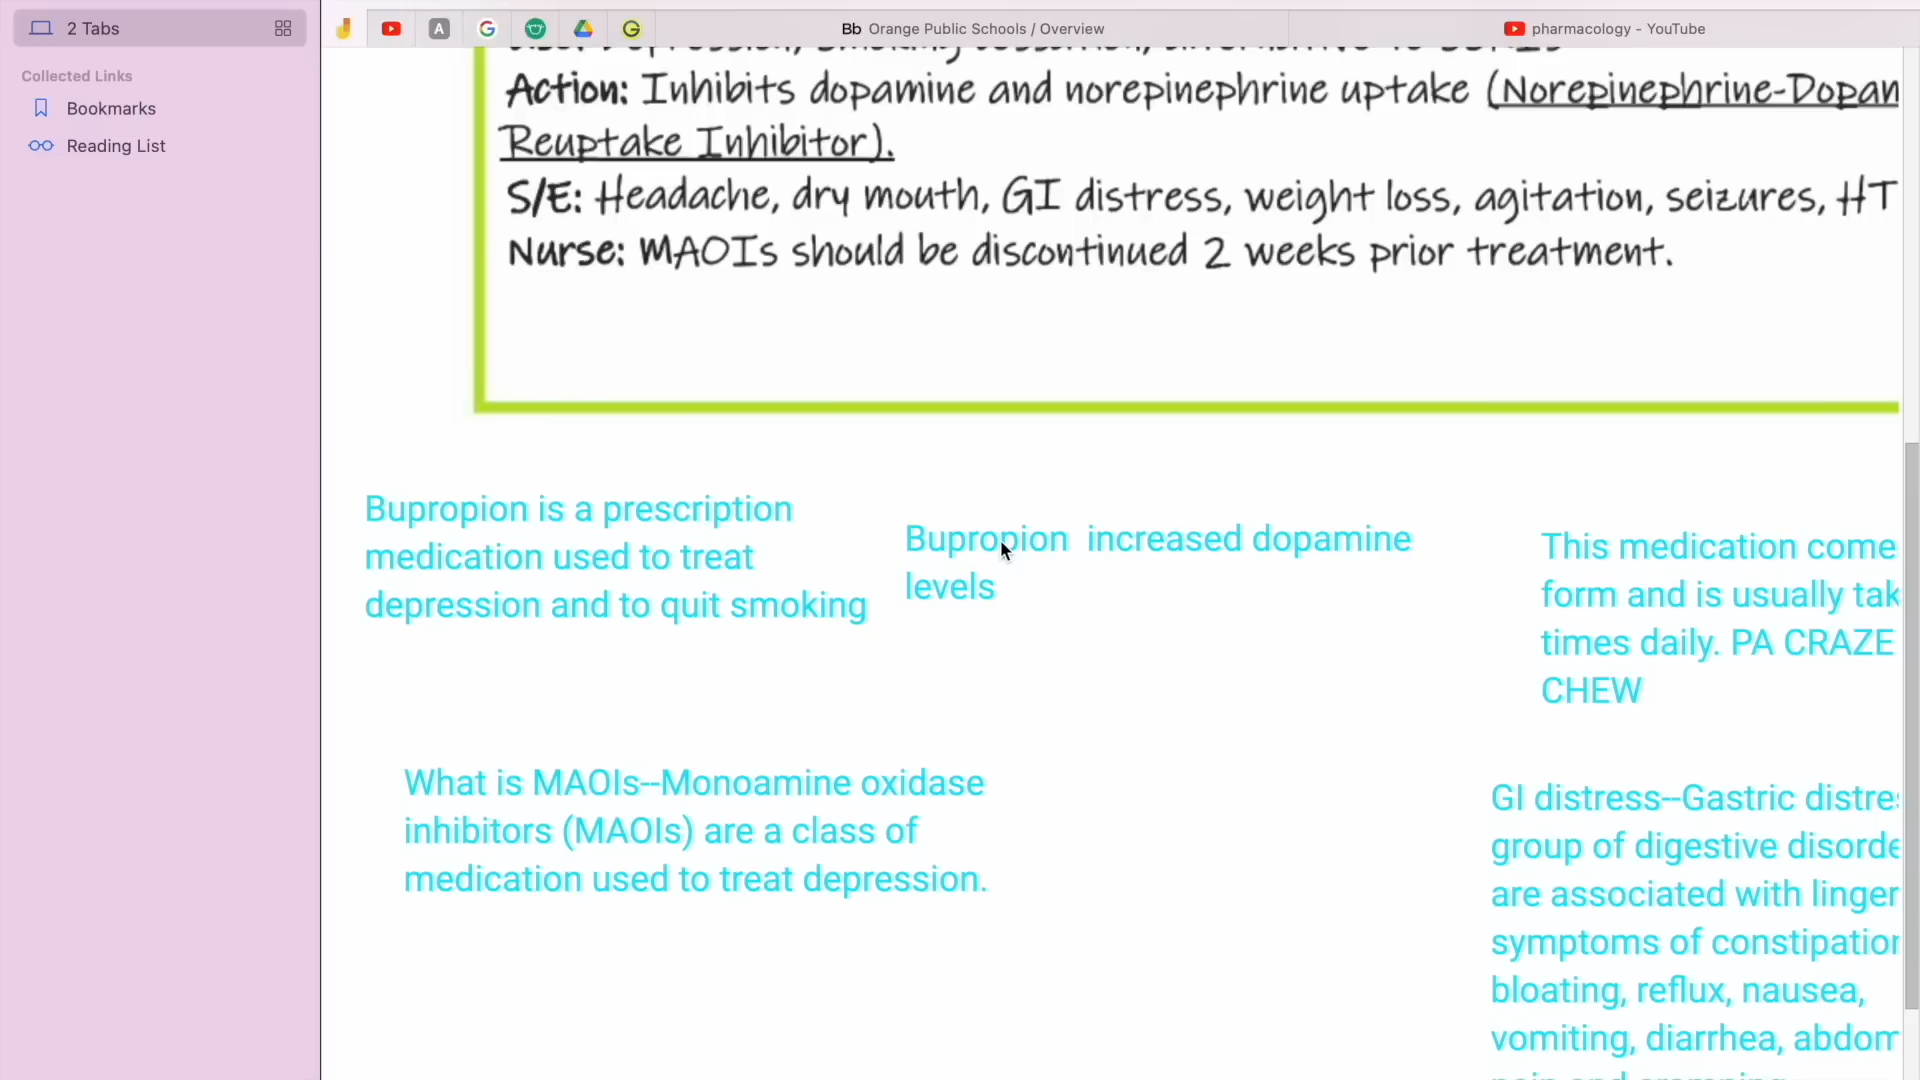 2 Tabs
Collected Links
Bookmarks
Reading List
A
G
G
Bb Orange Public Schools / Overview
pharmacology - YouTube
Action: Inhibits dopamine and norepinephrine uptake (Norepinephrine-Dopan
Reuptake Inhibitor).
S/E: Headache, dry mouth, GI distress, weight loss, agitation, seizures, HT
Nurse: MAOIs should be discontinued 2 weeks prior treatment.
Bupropion is a prescription
medication used to treat
depression and to quit smoking
Bupropion increased dopamine
levels
This medication come
form and is usually tak
times daily. PA CRAZE
CHEW
What is MAOIs--Monoamine oxidase
inhibitors (MAOIs) are a class of
medication used to treat depression.
GI distress--Gastric distre
group of digestive disorde
are associated with linger
symptoms of constipation
bloating, reflux, nausea,
vomiting, diarrhea, abdom